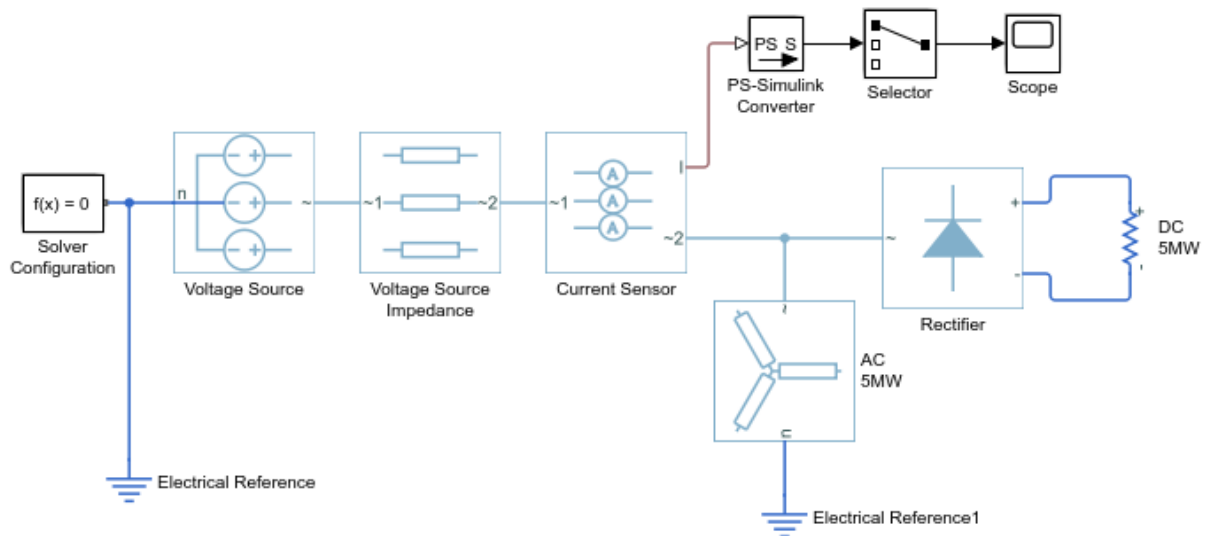 PS S
PS-Simulink
Converter
Selector
Scope
f(x) = 0
Solver
Configuration
n
~
Voltage Source
~1
~2
Voltage Source
Impedance
~1
A
A
A
I
~2
Current Sensor
~
+
-
Rectifier
+
-
DC
5MW
~
n
AC
5MW
Electrical Reference
Electrical Reference1